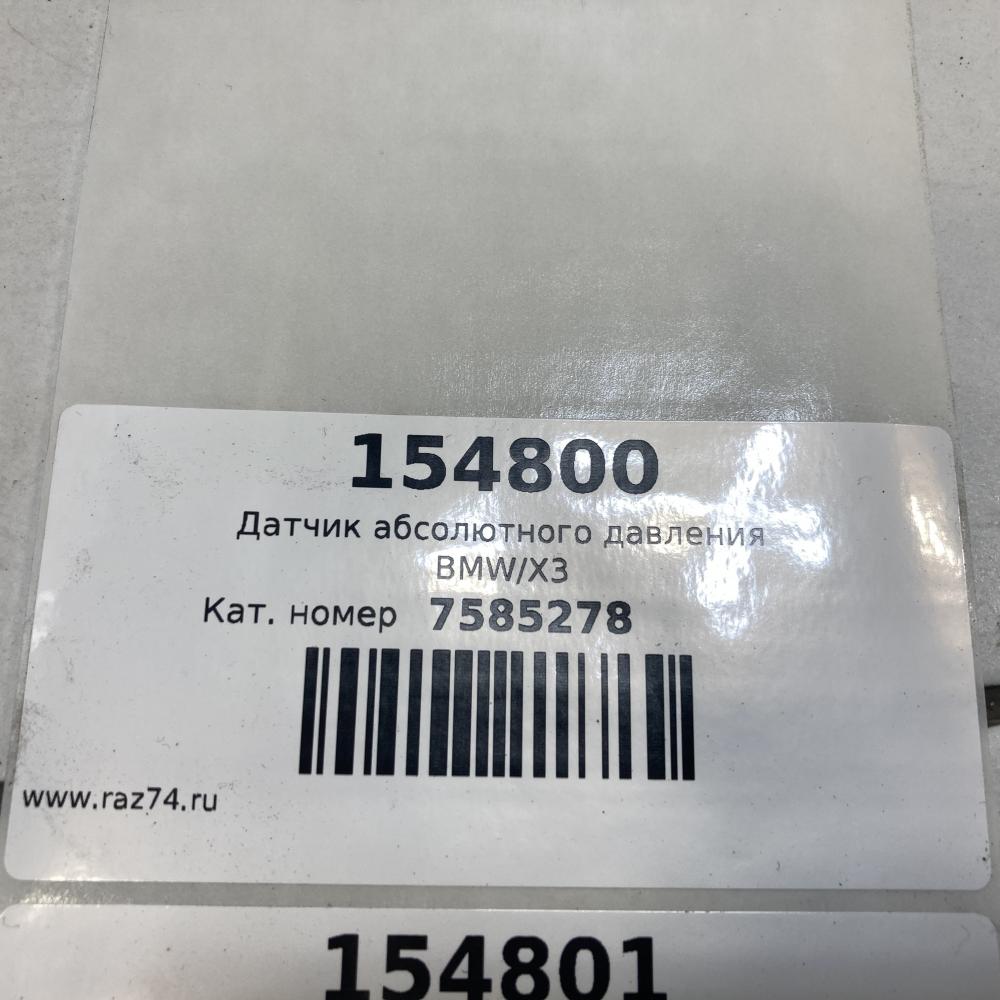 154800
Датчик абсолютного давления
BMW/X3
Кат. номер 7585278
www.raz74.ru
154801